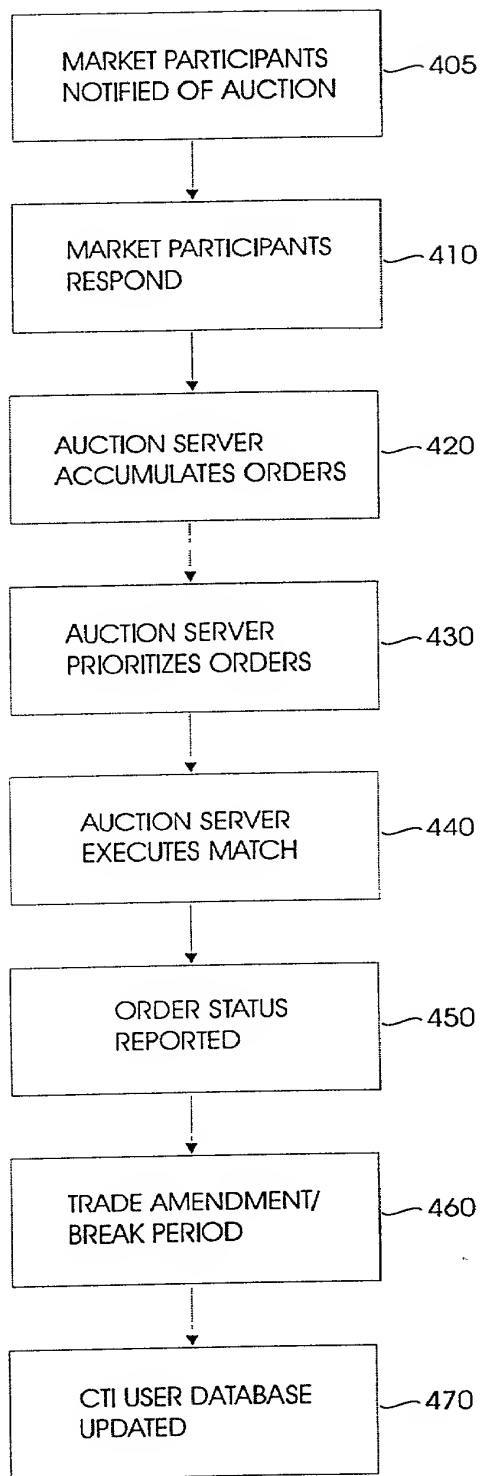 MARKET PARTICIPANTS
NOTIFIED OF AUCTION
405
MARKET PARTICIPANTS
RESPOND
410
AUCTION SERVER
ACCUMULATES ORDERS
420
AUCTION SERVER
PRIORITIZES ORDERS
430
AUCTION SERVER
EXECUTES MATCH
440
ORDER STATUS
REPORTED
450
TRADE AMENDMENT/
BREAK PERIOD
460
CTI USER DATABASE
UPDATED
470